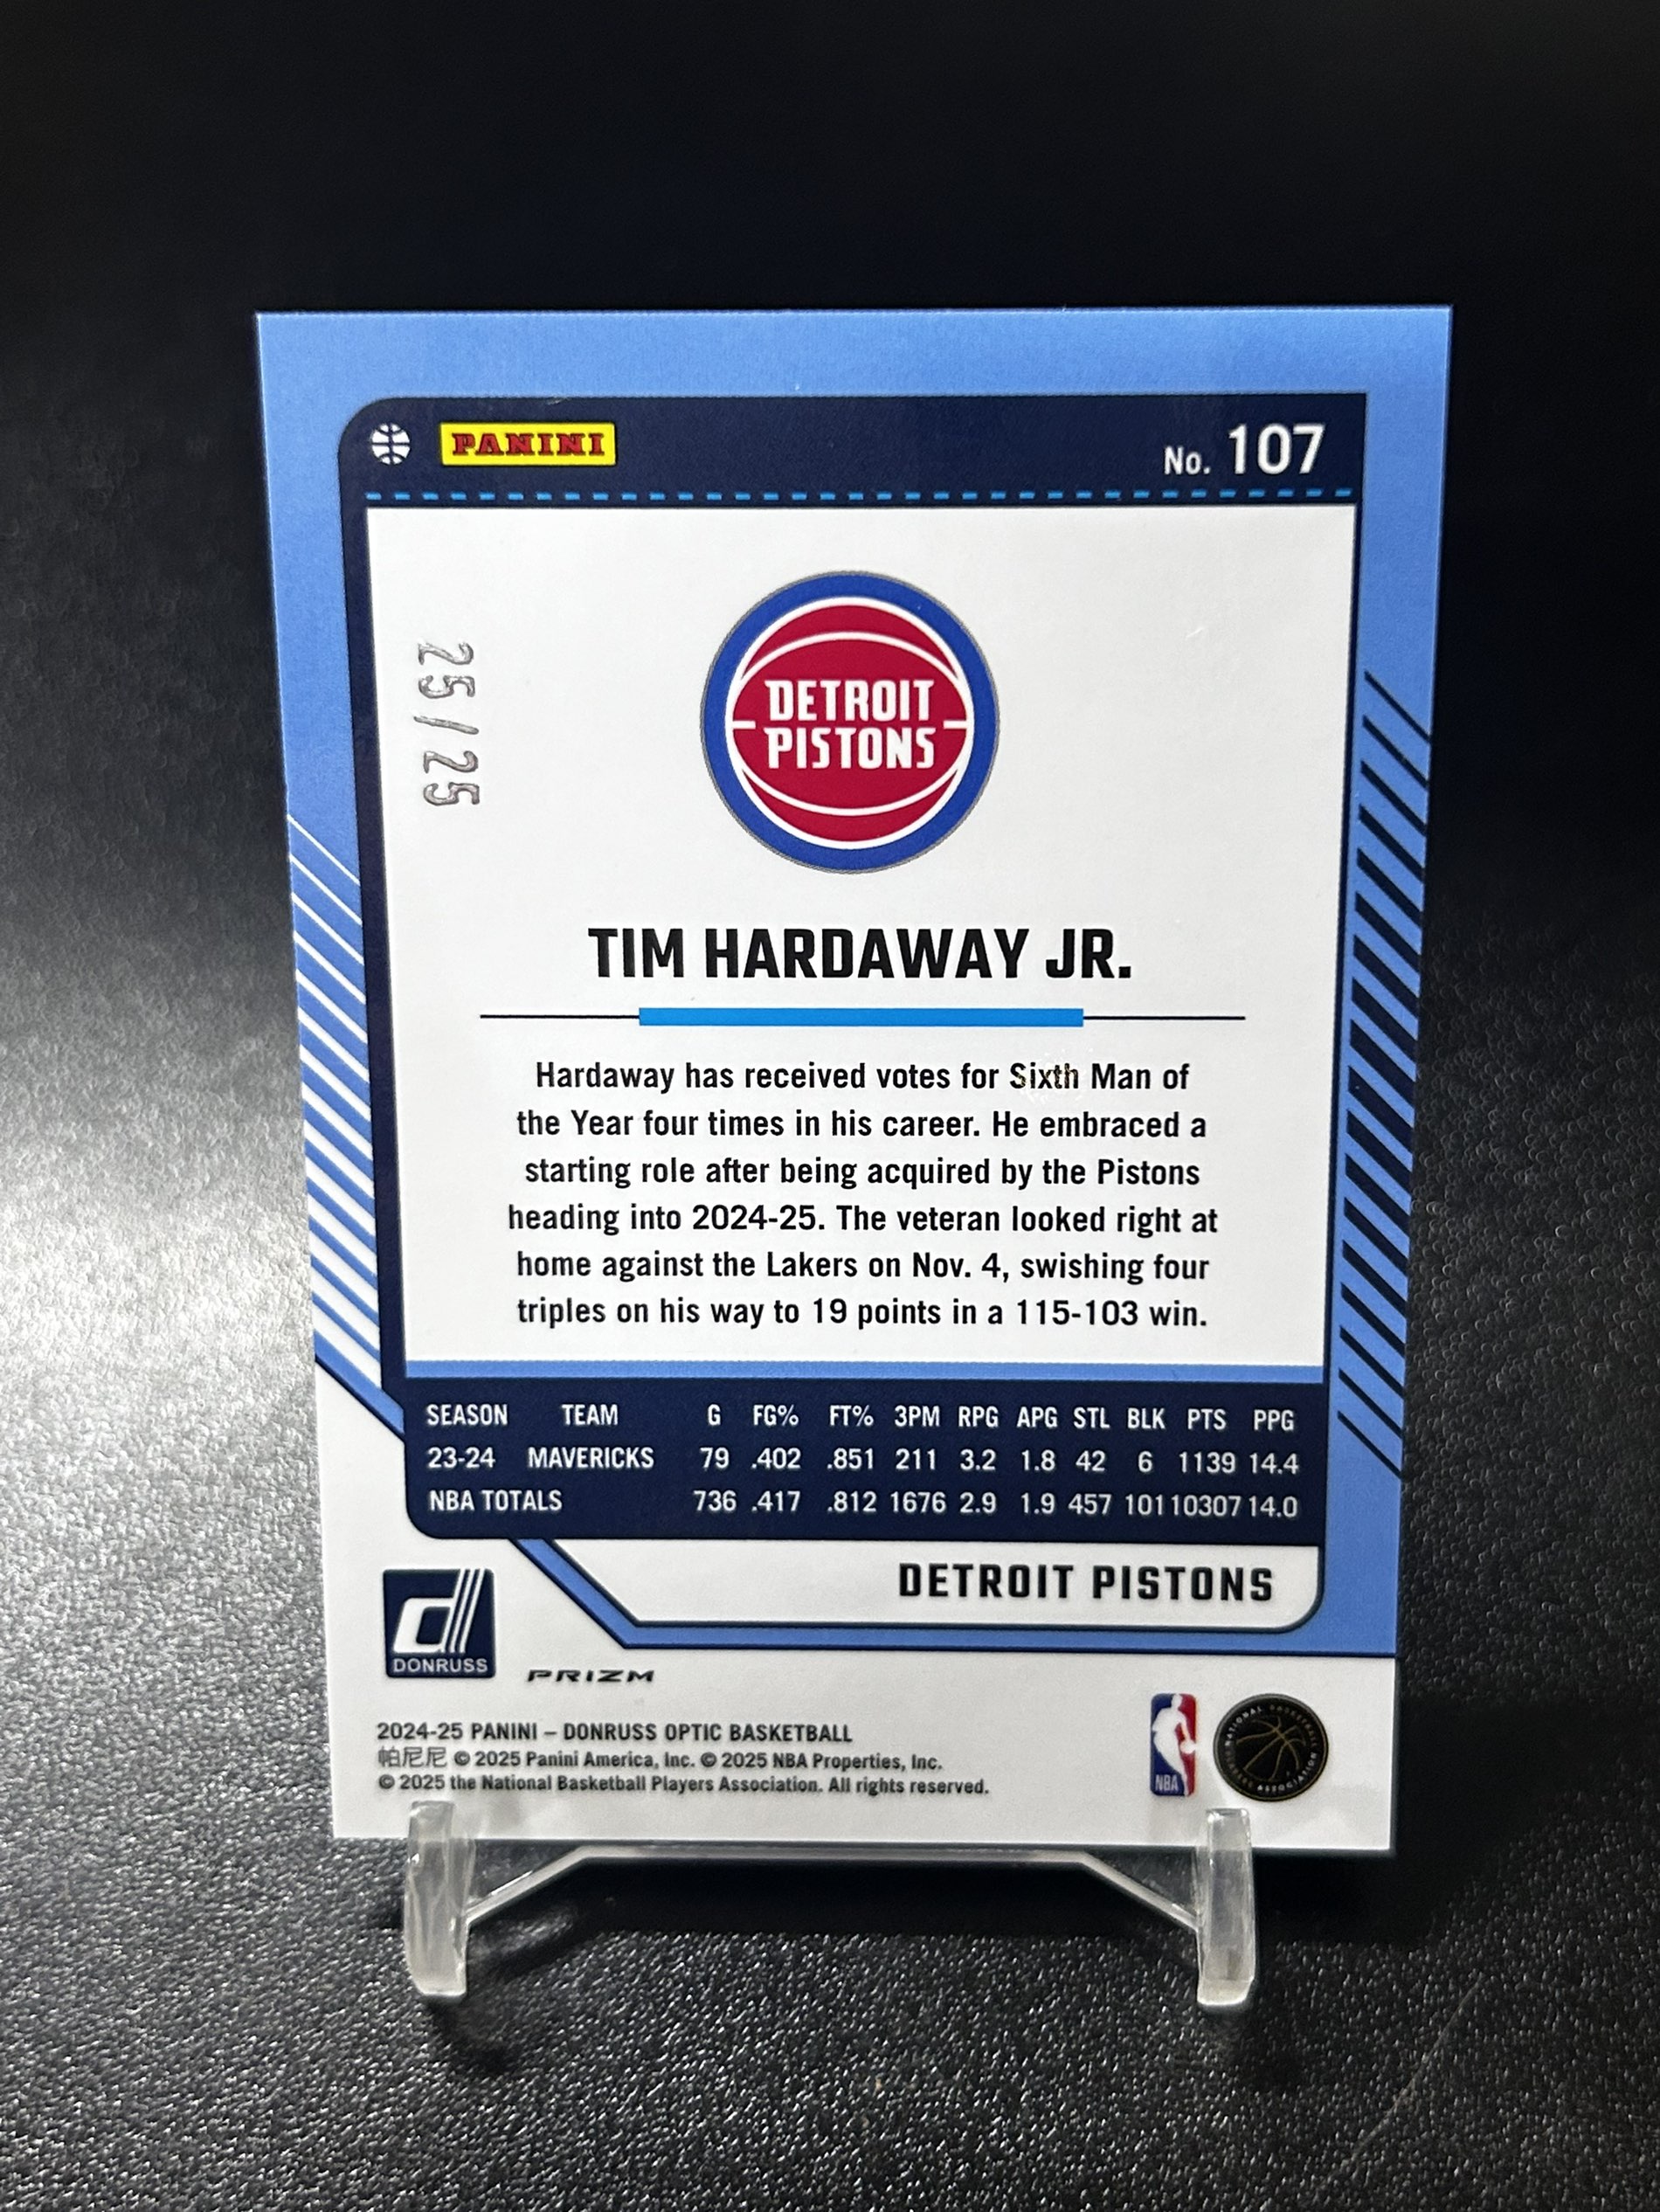 PANINI
No. 107
25/25
DETROIT
PISTONS
TIM HARDAWAY JR.
Hardaway has received votes for Sixth Man of
the Year four times in his career. He embraced a
starting role after being acquired by the Pistons
heading into 2024-25. The veteran looked right at
home against the Lakers on Nov. 4, swishing four
triples on his way to 19 points in a 115-103 win.
SEASON TEAM G FG% FT% 3PM RPG APG STL BLK PTS PPG
23-24 MAVERICKS 79 .402 .851 211 3.2 1.8 42 6 1139 14.4
NBA TOTALS 736 .417 .812 1676 2.9 1.9 457 101 10307 14.0
DETROIT PISTONS
DONRUSS
PRIZM
2024-25 PANINI – DONRUSS OPTIC BASKETBALL
帕尼尼 © 2025 Panini America, Inc. © 2025 NBA Properties, Inc.
© 2025 the National Basketball Players Association. All rights reserved.
NBA
NATIONAL BASKETBALL PLAYERS ASSOCIATION